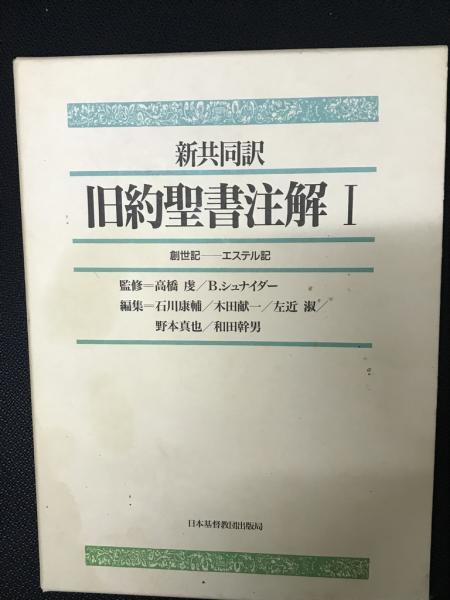 新共同訳
旧約聖書注解 I
創世記──エステル記
監修＝高橋 虔／B.シュナイダー
編集＝石川康輔／木田献一／左近 淑／
野本真也／和田幹男
日本基督教団出版局